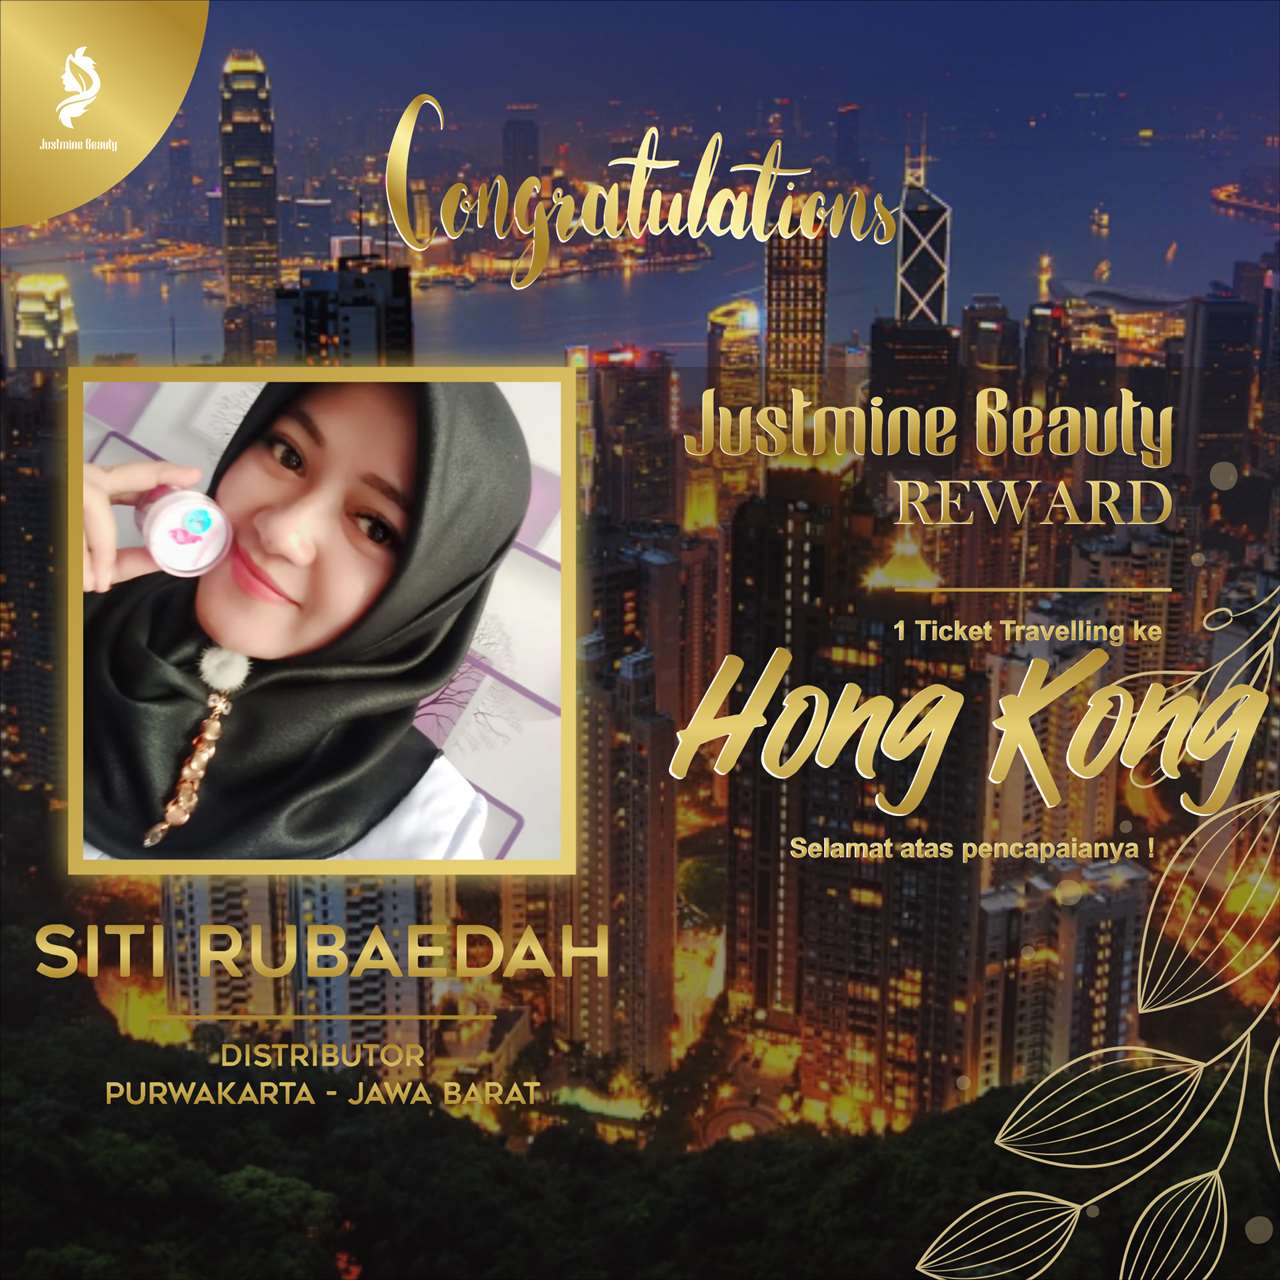 Justmine Beauty
Congratulations
Justmine Beauty
REWARD
1 Ticket Travelling ke
Hong Kong
Selamat atas pencapaianya !
SITI RUBAEDAH
DISTRIBUTOR
PURWAKARTA - JAWA BARAT